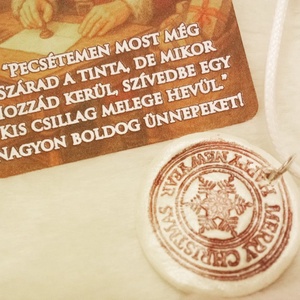 “PECSÉTEMEN MOST MÉG
SZÁRAD A TINTA, DE MIKOR
HOZZÁD KERÜL, SZÍVEDBE EGY
KIS CSILLAG MELEGE HEVÜL.”
NAGYON BOLDOG ÜNNEPEKET!
MERRY CHRISTMAS
HAPPY NEW YEAR